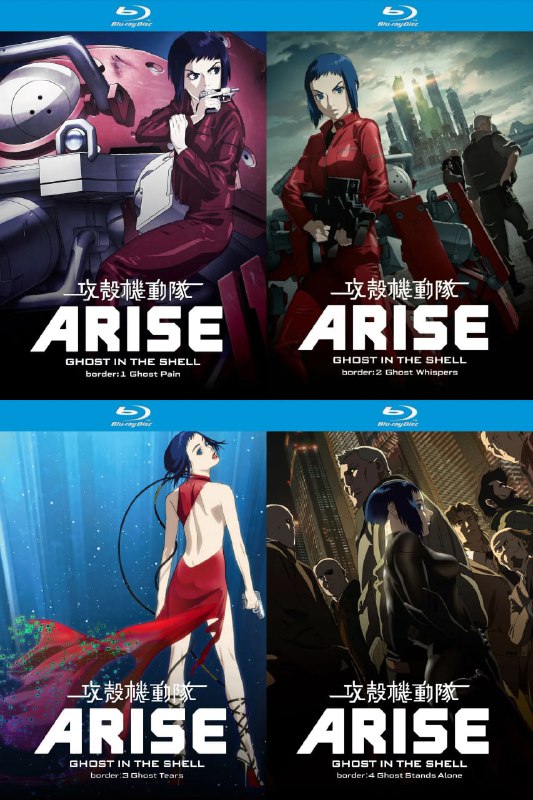 Blu-ray Disc
攻殻機動隊
ARISE
GHOST IN THE SHELL
border:1 Ghost Pain
Blu-ray Disc
攻殻機動隊
ARISE
GHOST IN THE SHELL
border:2 Ghost Whispers
Blu-ray Disc
攻殻機動隊
ARISE
GHOST IN THE SHELL
border:3 Ghost Tears
Blu-ray Disc
攻殻機動隊
ARISE
GHOST IN THE SHELL
border:4 Ghost Stands Alone